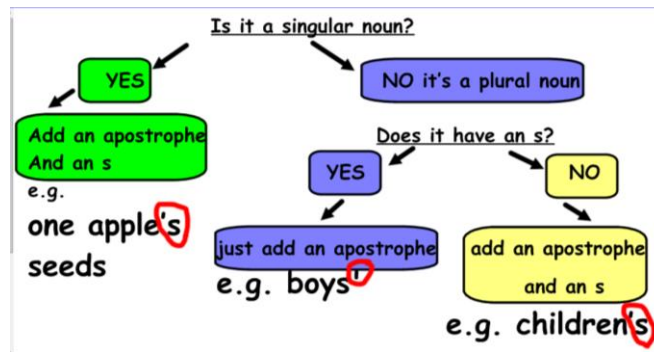 Is it a singular noun?
YES
NO it's a plural noun
Add an apostrophe
And an s
e.g.
one apple's
seeds
Does it have an s?
YES
NO
just add an apostrophe
e.g. boys'
add an apostrophe
and an s
e.g. children's